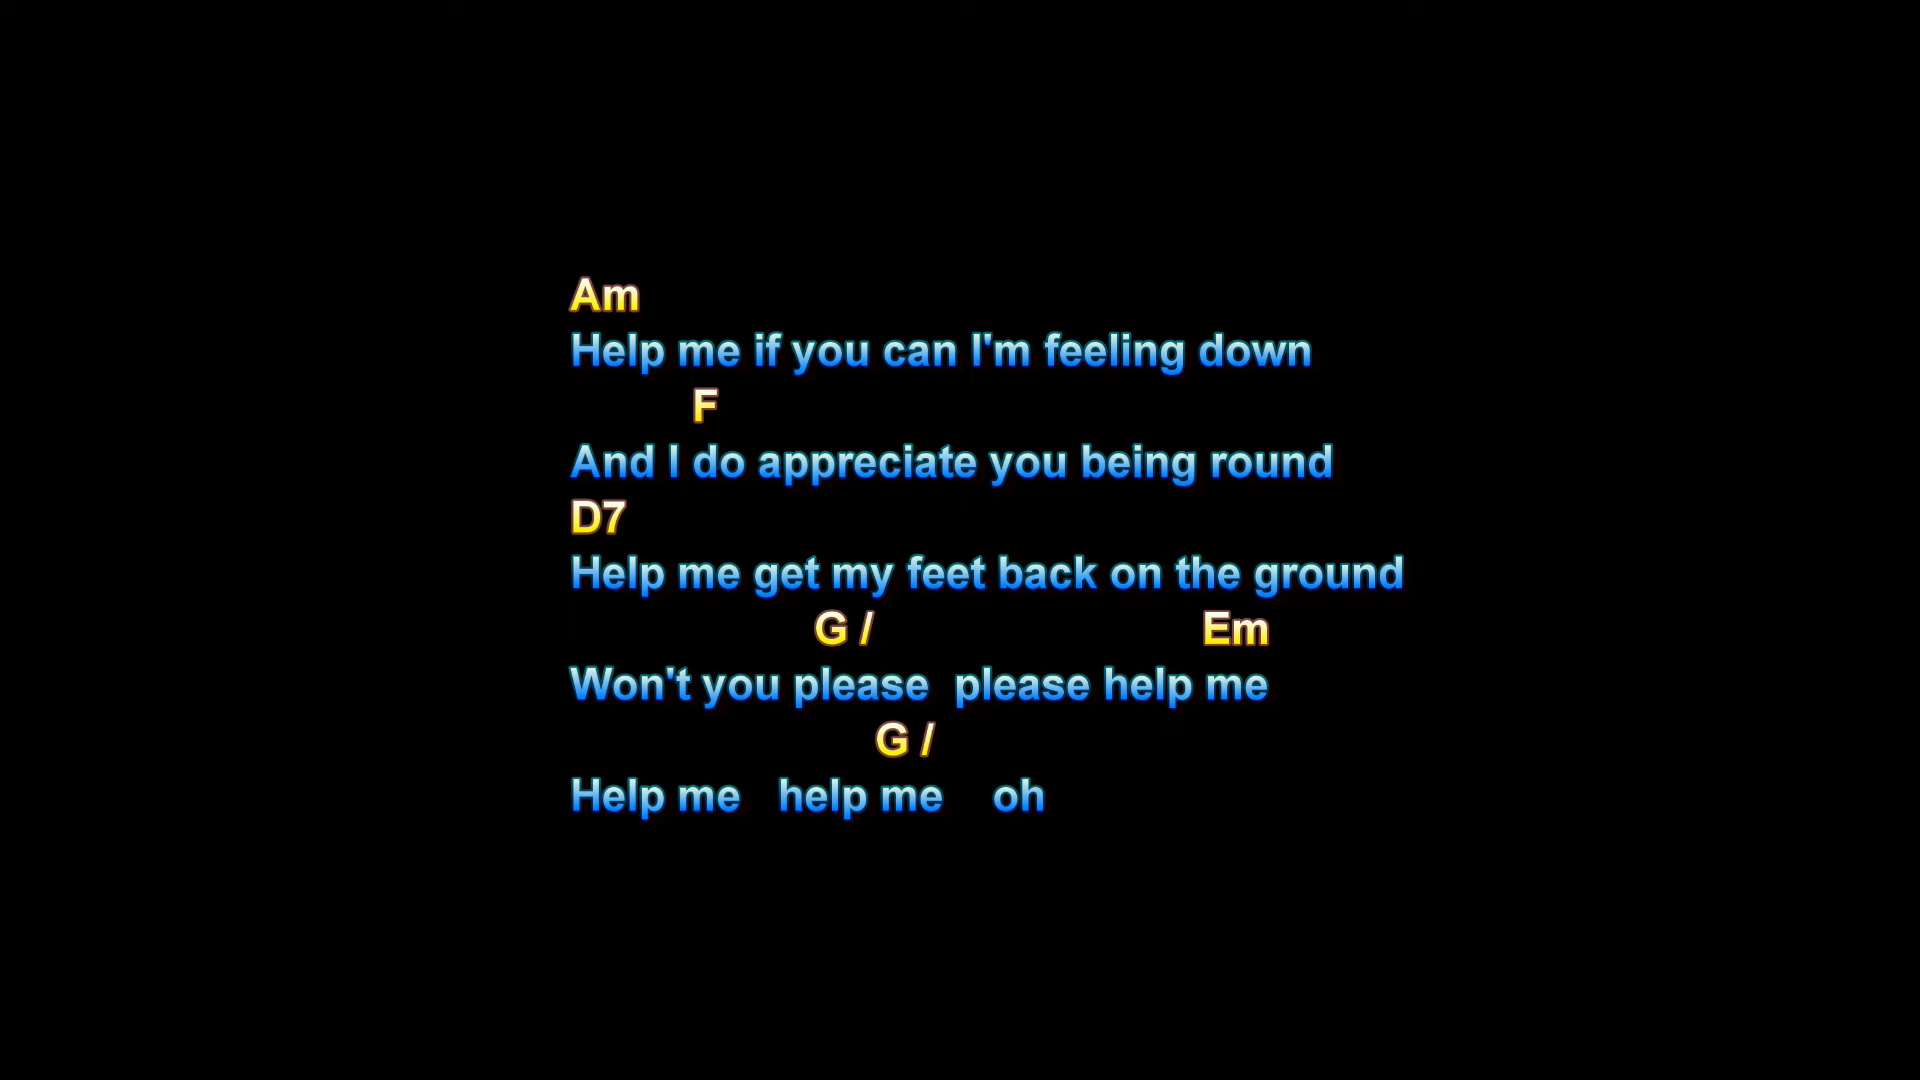 Am
Help me if you can I'm feeling down
F
And I do appreciate you being round
D7
Help me get my feet back on the ground
G / Em
Won't you please please help me
G /
Help me help me oh